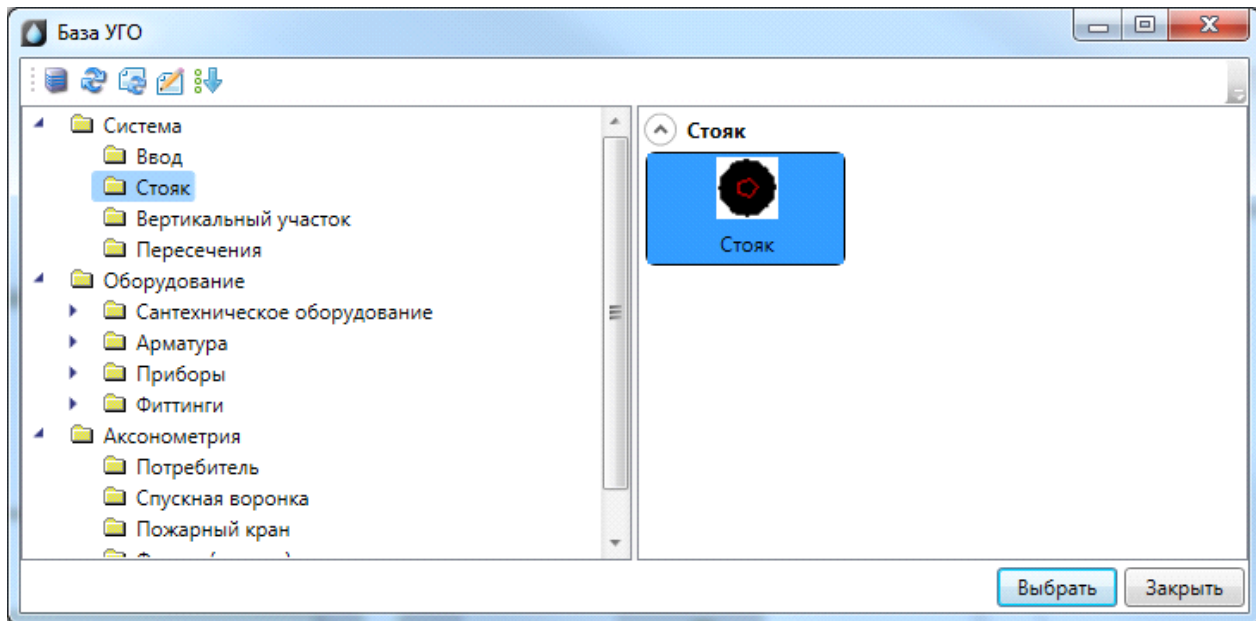 База УГО
Система
Ввод
Стояк
Вертикальный участок
Пересечения
Оборудование
Сантехническое оборудование
Арматура
Приборы
Фиттинги
Аксонометрия
Потребитель
Спускная воронка
Пожарный кран
Стояк
Стояк
Выбрать
Закрыть